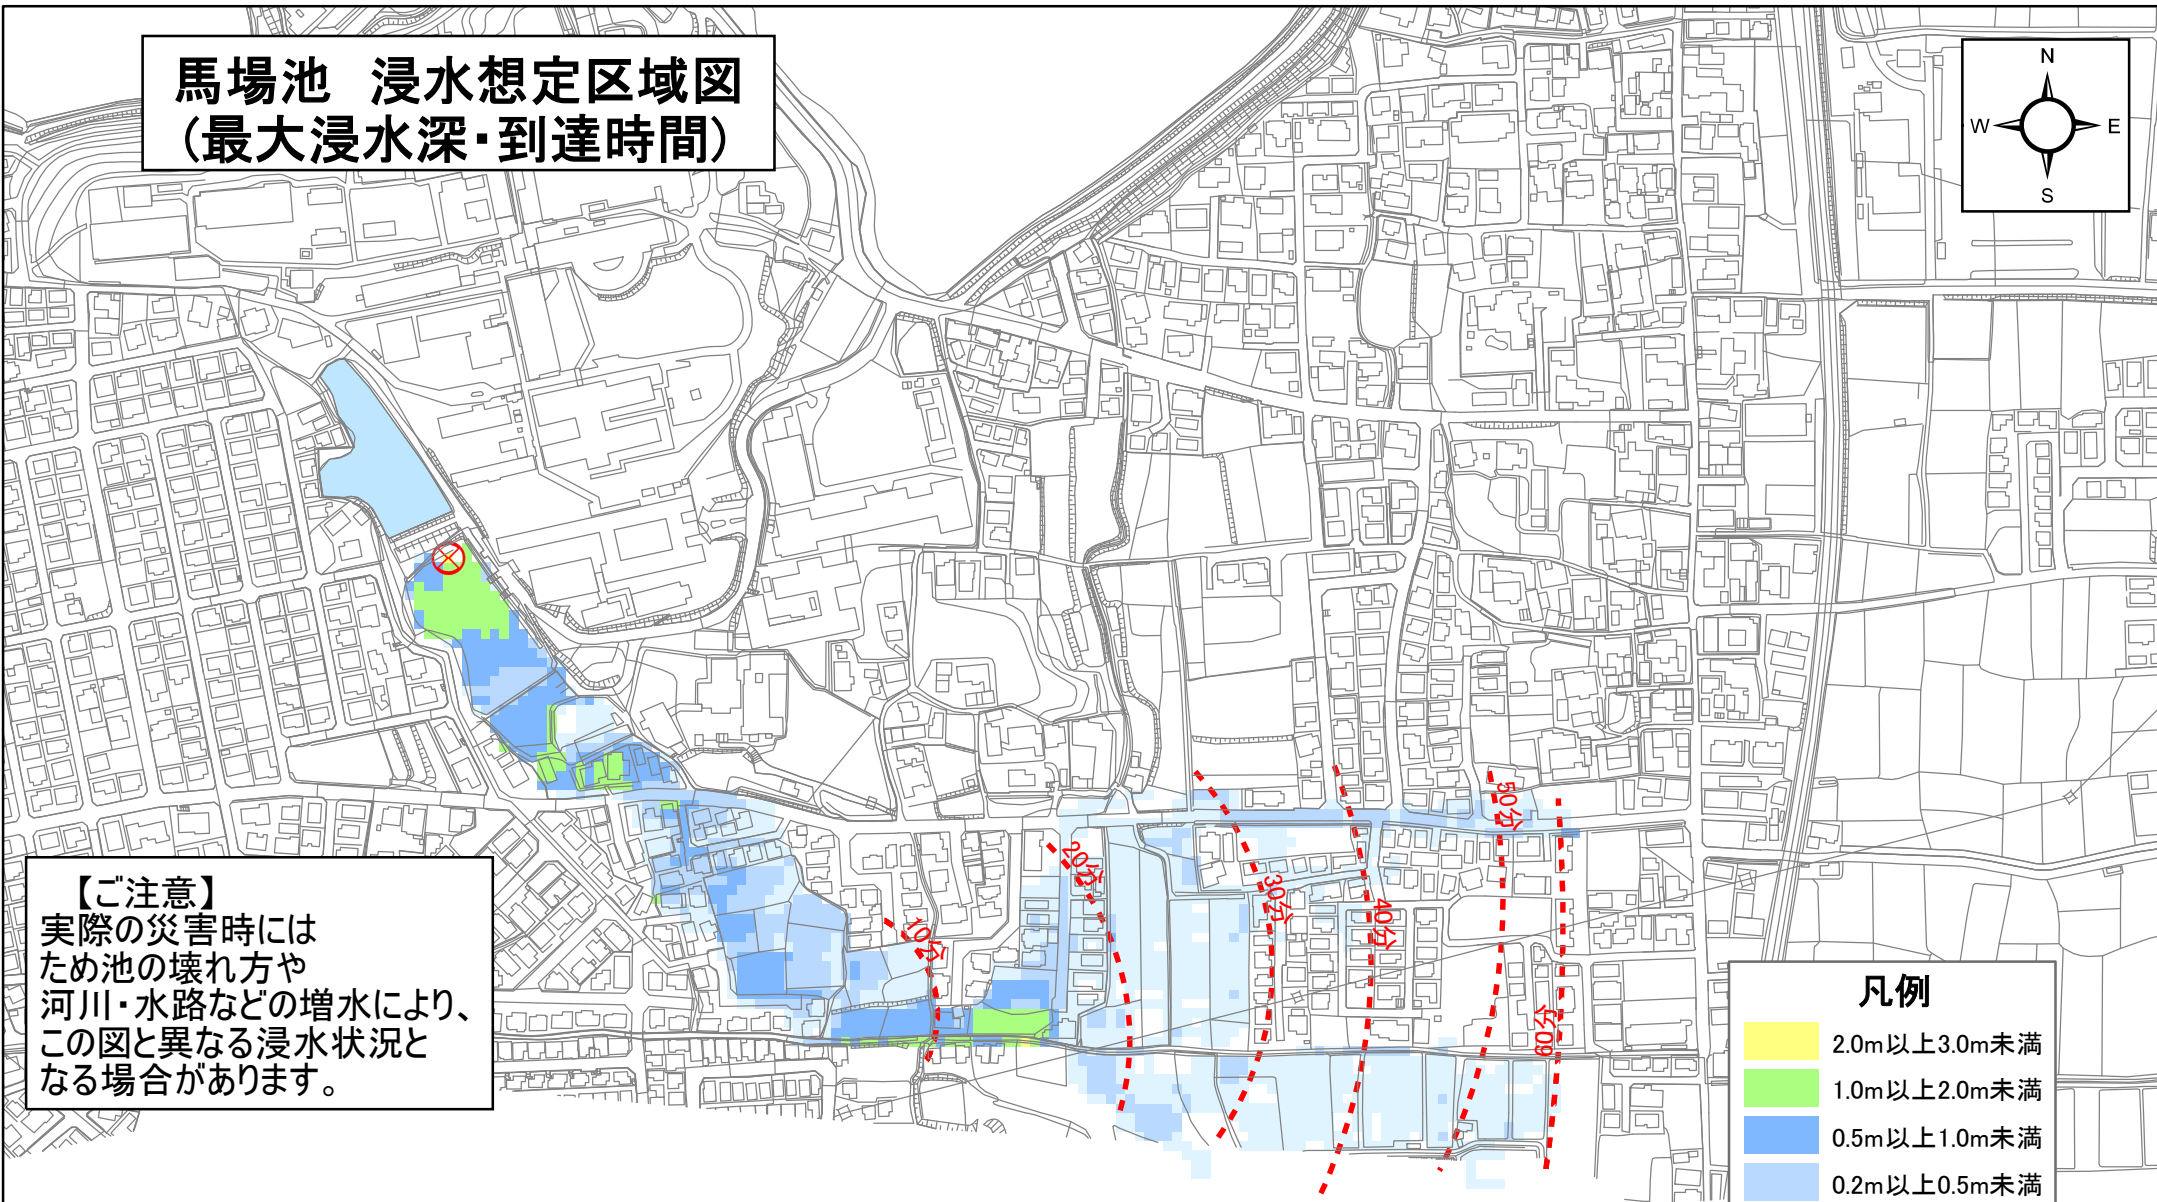 馬場池 浸水想定区域図
(最大浸水深・到達時間)
N
W E
S
10分
20分
30分
40分
50分
60分
【ご注意】
実際の災害時には
ため池の壊れ方や
河川・水路などの増水により、
この図と異なる浸水状況と
なる場合があります。
凡例
2.0m以上3.0m未満
1.0m以上2.0m未満
0.5m以上1.0m未満
0.2m以上0.5m未満